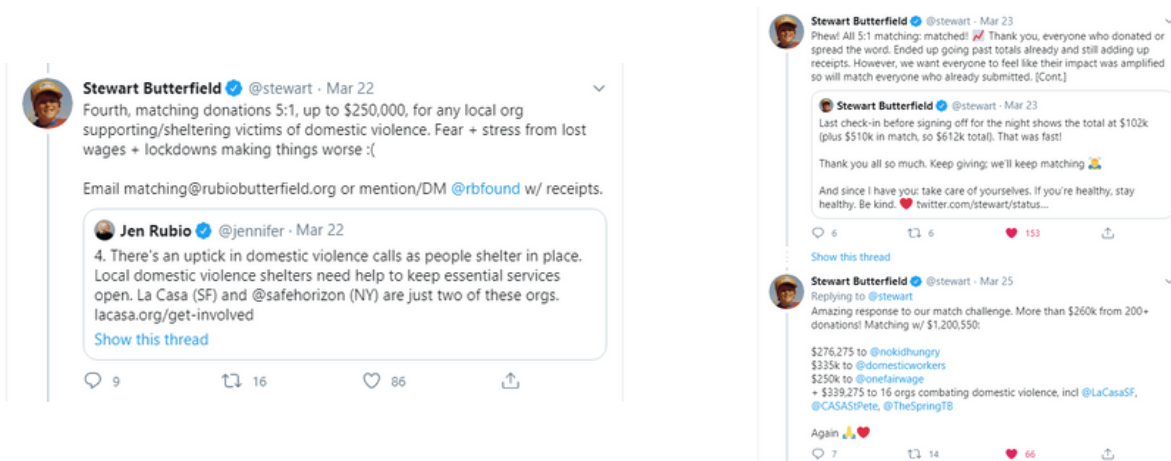 Stewart Butterfield @stewart · Mar 22
Fourth, matching donations 5:1, up to $250,000, for any local org
supporting/sheltering victims of domestic violence. Fear + stress from lost
wages + lockdowns making things worse :(
Email matching@rubiobutterfield.org or mention/DM @rbfound w/ receipts.
Jen Rubio @jennifer · Mar 22
4. There's an uptick in domestic violence calls as people shelter in place.
Local domestic violence shelters need help to keep essential services
open. La Casa (SF) and @safehorizon (NY) are just two of these orgs.
lacasa.org/get-involved
Show this thread
9 16 86
Stewart Butterfield @stewart · Mar 23
Phew! All 5:1 matching: matched! 📈 Thank you, everyone who donated or
spread the word. Ended up going past totals already and still adding up
receipts. However, we want everyone to feel like their impact was amplified
so will match everyone who already submitted. [Cont.]
Stewart Butterfield @stewart · Mar 23
Last check-in before signing off for the night shows the total at $102k
(plus $510k in match, so $612k total). That was fast!
Thank you all so much. Keep giving; we'll keep matching
And since I have you: take care of yourselves. If you're healthy, stay
healthy. Be kind. ❤️ twitter.com/stewart/status...
6 6 153
Show this thread
Stewart Butterfield @stewart · Mar 25
Replying to @stewart
Amazing response to our match challenge. More than $260k from 200+
donations! Matching w/ $1,200,550:
$276,275 to @nokidhungry
$335k to @domesticworkers
$250k to @onefairwage
+ $339,275 to 16 orgs combating domestic violence, incl @LaCasaSF,
@CASAStPete, @TheSpringTB
Again 🙏❤️
7 14 66